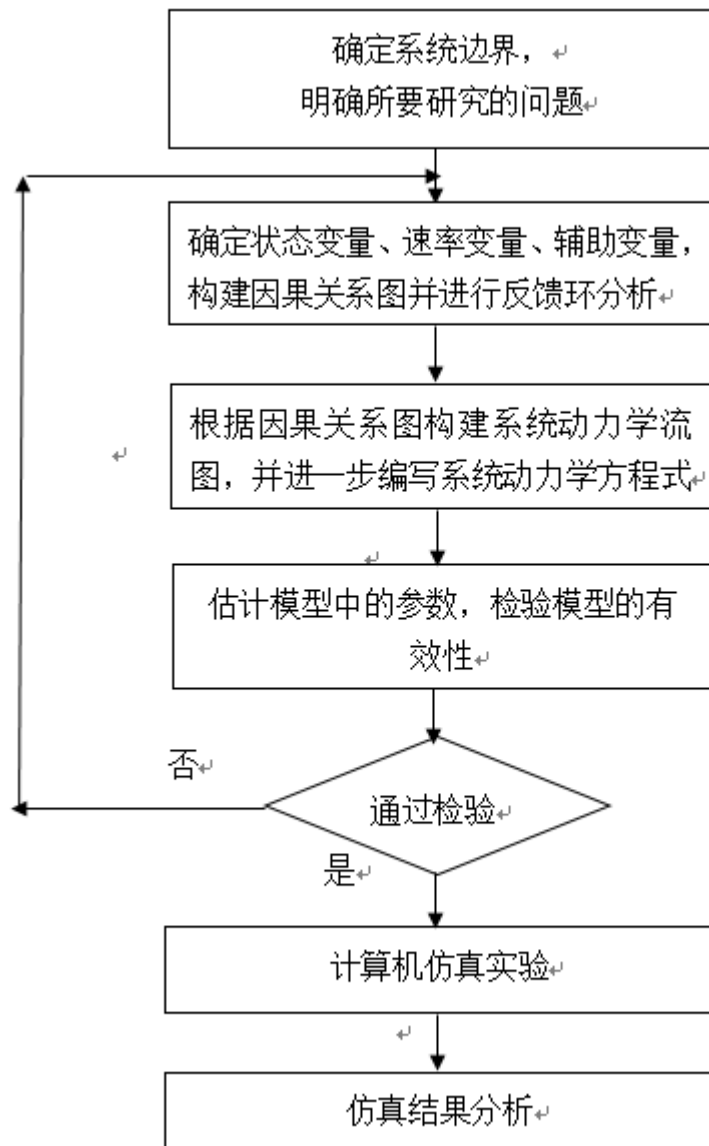 确定系统边界，
明确所要研究的问题
确定状态变量、速率变量、辅助变量，
构建因果关系图并进行反馈环分析
根据因果关系图构建系统动力学流
图，并进一步编写系统动力学方程式
估计模型中的参数，检验模型的有
效性
否
通过检验
是
计算机仿真实验
仿真结果分析